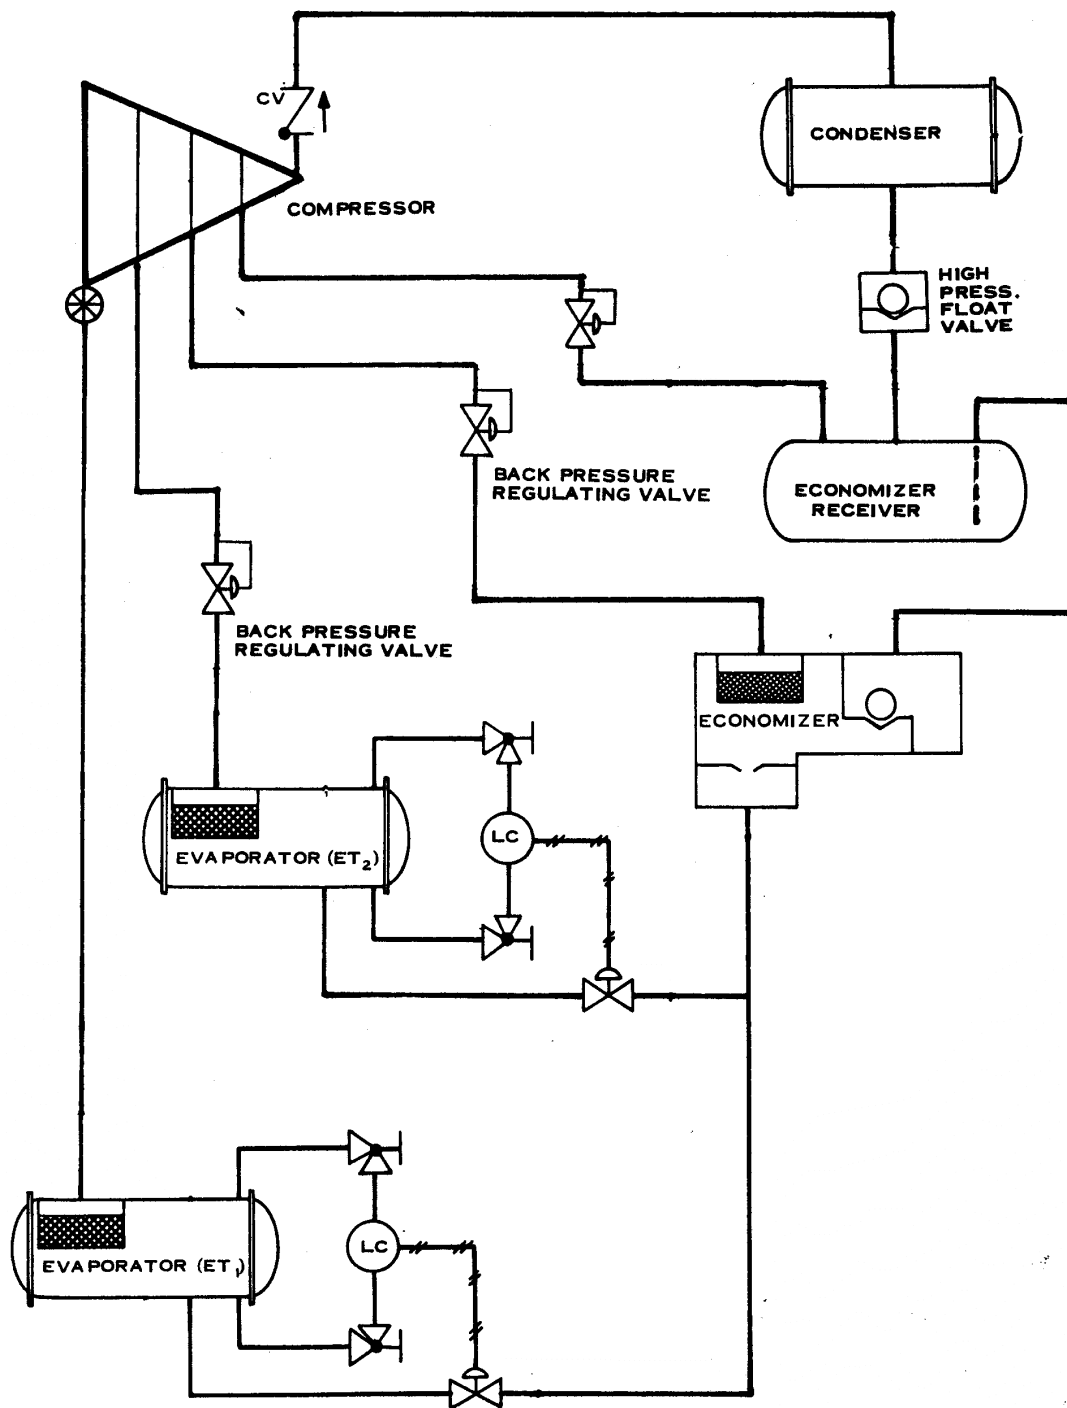 CV
CONDENSER
COMPRESSOR
HIGH
PRESS.
FLOAT
VALVE
BACK PRESSURE
REGULATING VALVE
ECONOMIZER
RECEIVER
BACK PRESSURE
REGULATING VALVE
ECONOMIZER
LC
EVAPORATOR (ET2)
LC
EVAPORATOR (ET1)